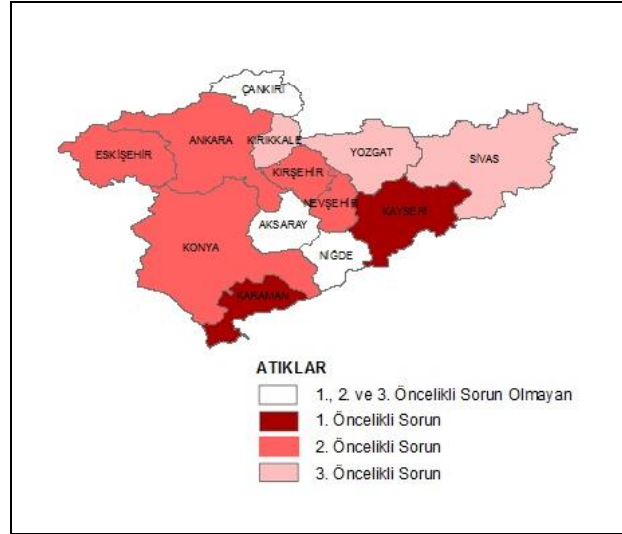 ÇANKIRI
ANKARA
KIRIKKALE
ESKİŞEHİR
YOZGAT
SİVAS
KIRŞEHİR
NEVŞEHİR
KAYSERİ
AKSARAY
KONYA
NİĞDE
KARAMAN
ATIKLAR
1., 2. ve 3. Öncelikli Sorun Olmayan
1. Öncelikli Sorun
2. Öncelikli Sorun
3. Öncelikli Sorun